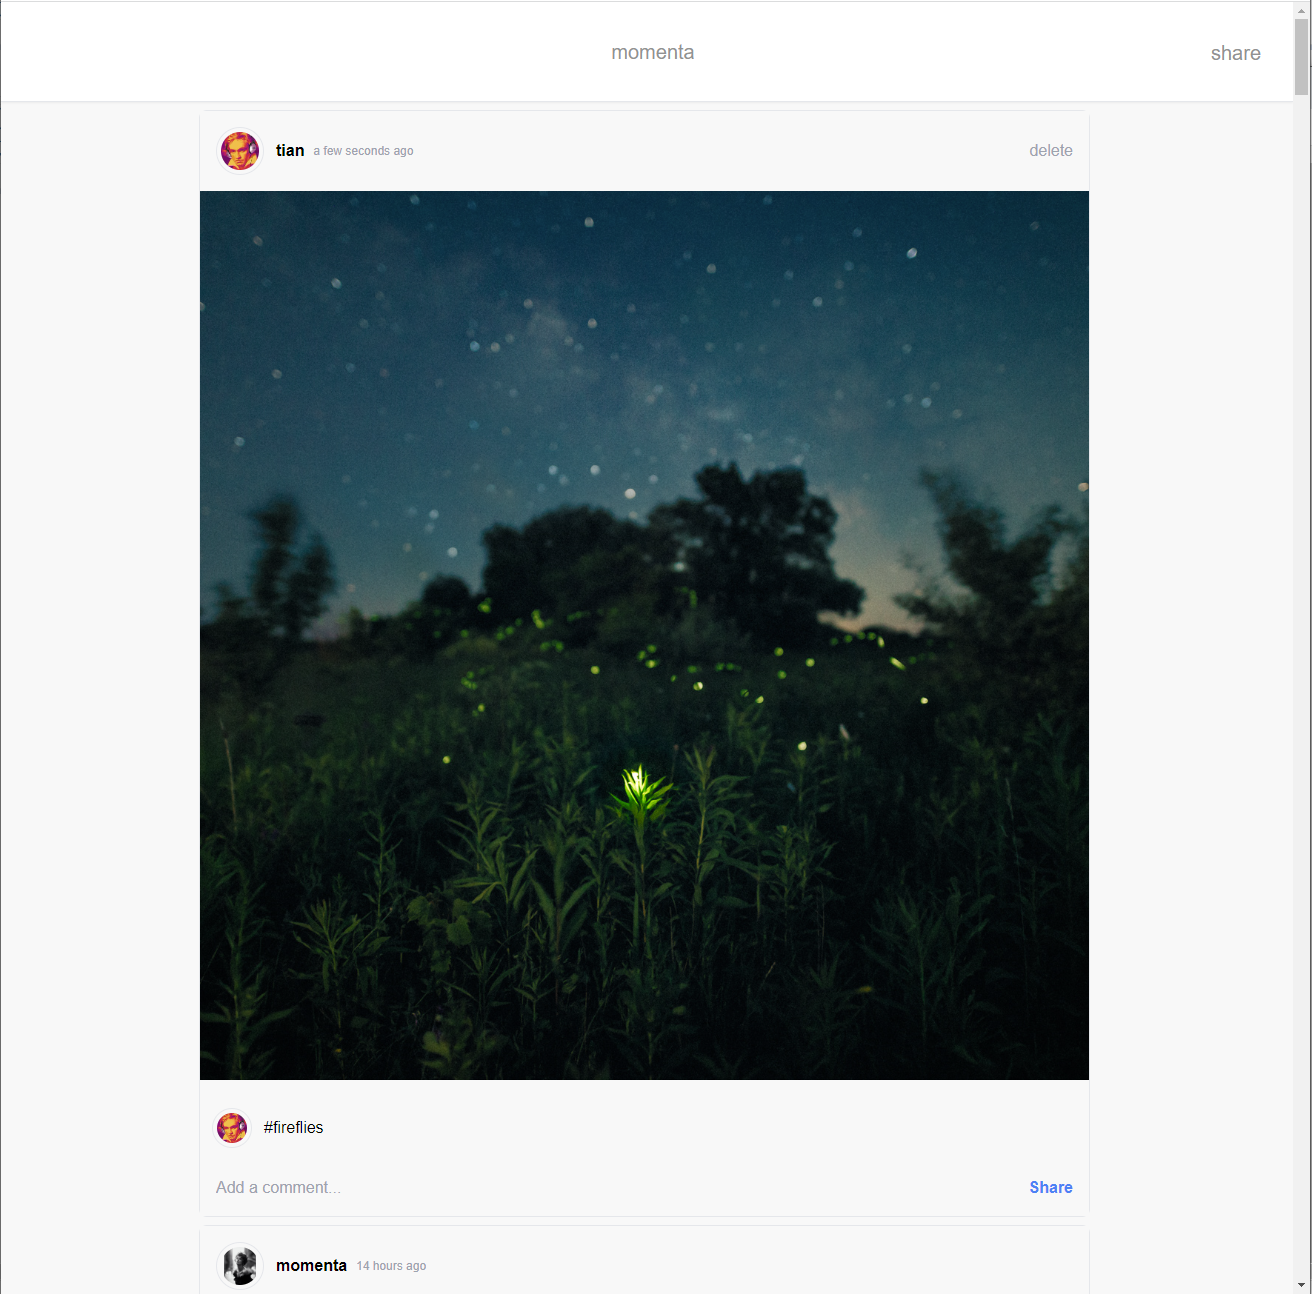 momenta
share
tian a few seconds ago
delete
#fireflies
Add a comment...
Share
momenta 14 hours ago